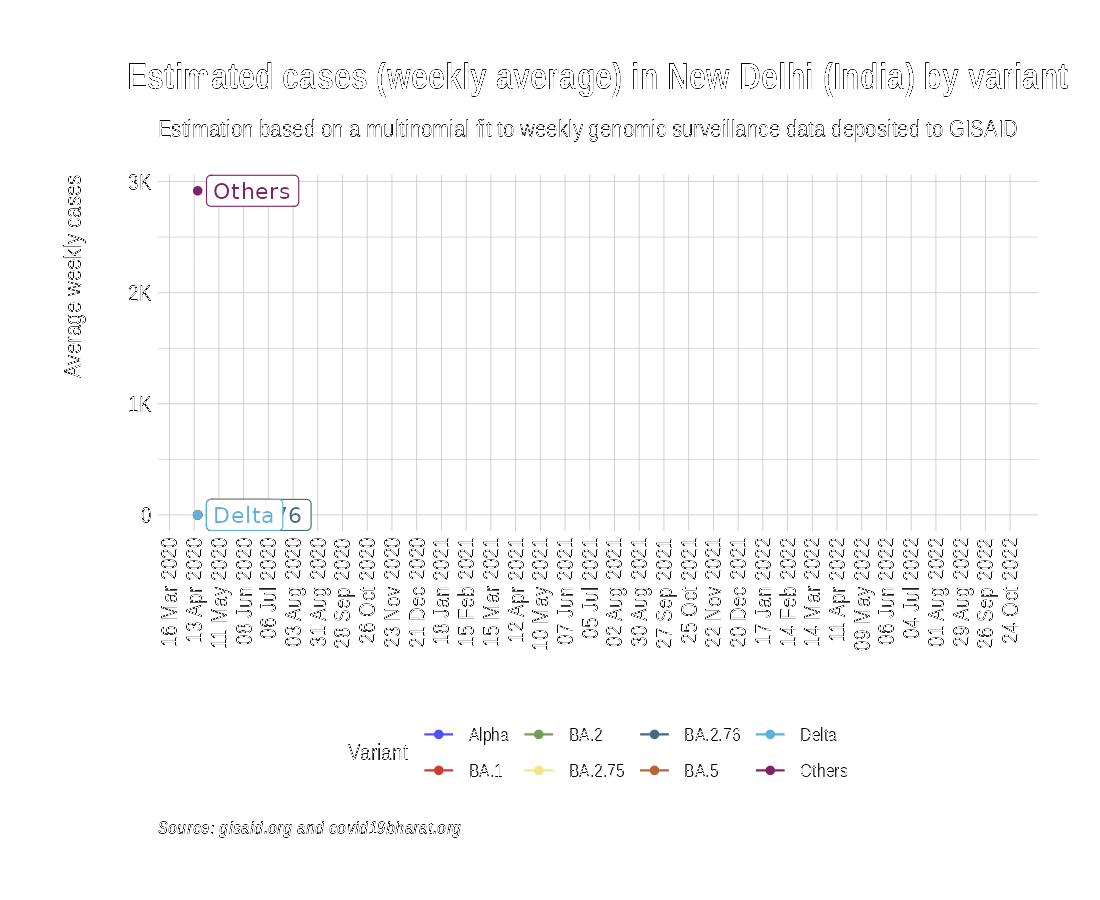 Estimated cases (weekly average) in New Delhi (India) by variant
Estimation based on a multinomial fit to weekly genomic surveillance data deposited to GISAID
Average weekly cases
3K
Others
2K
1K
0
Delta
76
16 Mar 2020
13 Apr 2020
11 May 2020
08 Jun 2020
06 Jul 2020
03 Aug 2020
31 Aug 2020
28 Sep 2020
26 Oct 2020
23 Nov 2020
21 Dec 2020
18 Jan 2021
15 Feb 2021
15 Mar 2021
12 Apr 2021
10 May 2021
07 Jun 2021
05 Jul 2021
02 Aug 2021
30 Aug 2021
27 Sep 2021
25 Oct 2021
22 Nov 2021
20 Dec 2021
17 Jan 2022
14 Feb 2022
14 Mar 2022
11 Apr 2022
09 May 2022
06 Jun 2022
04 Jul 2022
01 Aug 2022
29 Aug 2022
26 Sep 2022
24 Oct 2022
Variant
Alpha BA.2 BA.2.76 Delta
BA.1 BA.2.75 BA.5 Others
Source: gisaid.org and covid19bharat.org